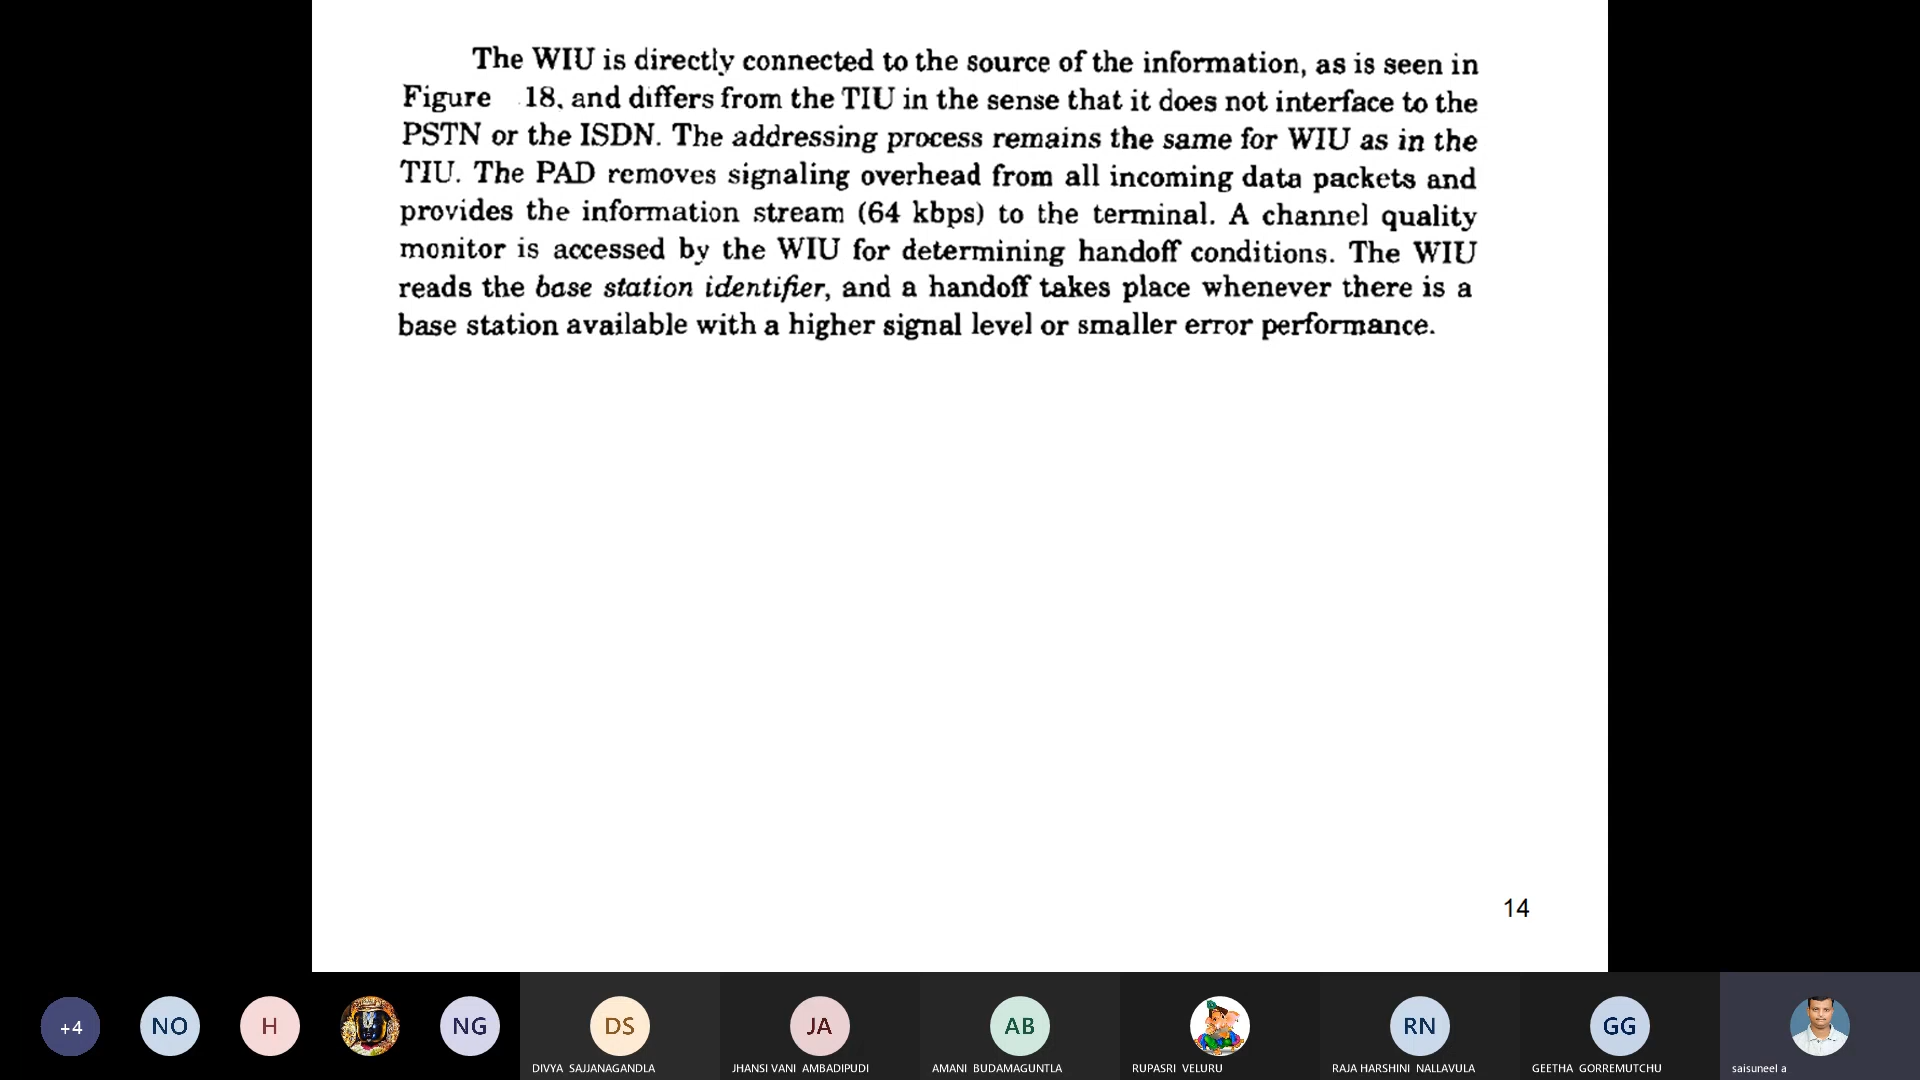 The WIU is directly connected to the source of the information, as is seen in
Figure 18, and differs from the TIU in the sense that it does not interface to the
PSTN or the ISDN. The addressing process remains the same for WIU as in the
TIU. The PAD removes signaling overhead from all incoming data packets and
provides the information stream (64 kbps) to the terminal. A channel quality
monitor is accessed by the WIU for determining handoff conditions. The WIU
reads the base station identifier, and a handoff takes place whenever there is a
base station available with a higher signal level or smaller error performance.
14
+4 NO H NG DS JA AB RN GG
DIVYA SAJJANAGANDLA JHANSI VANI AMBADIPUDI AMANI BUDAMAGUNTLA RUPASRI VELURU RAJA HARSHINI NALLAVULA GEETHA GORREMUTCHU saisuneel a